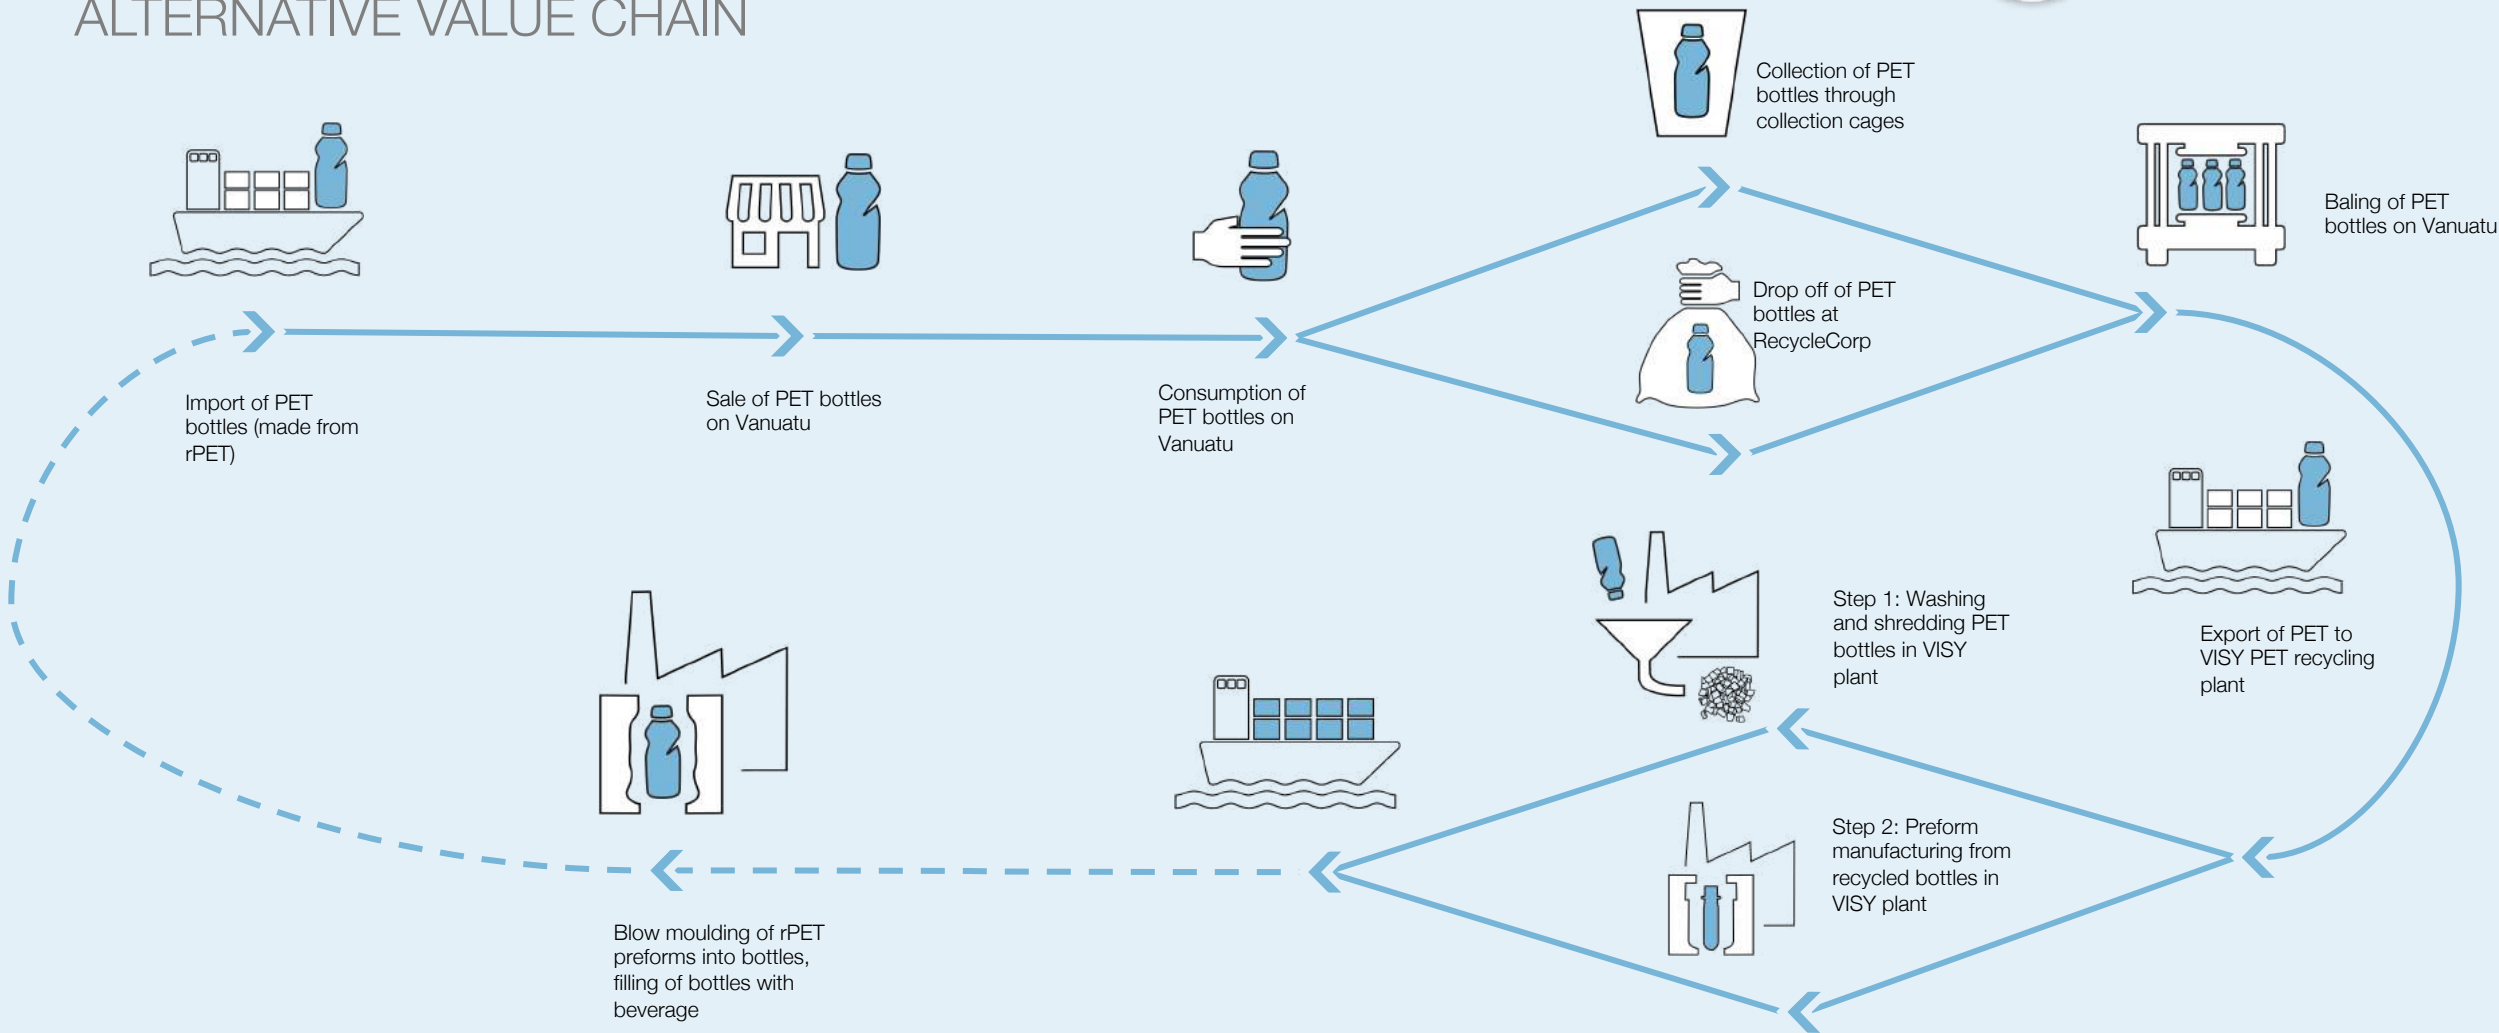 ALTERNATIVE VALUE CHAIN
Import of PET
bottles (made from
rPET)
Sale of PET bottles
on Vanuatu
Consumption of
PET bottles on
Vanuatu
Collection of PET
bottles through
collection cages
Drop off of PET
bottles at
RecycleCorp
Baling of PET
bottles on Vanuatu
Export of PET to
VISY PET recycling
plant
Step 1: Washing
and shredding PET
bottles in VISY
plant
Step 2: Preform
manufacturing from
recycled bottles in
VISY plant
Blow moulding of rPET
preforms into bottles,
filling of bottles with
beverage